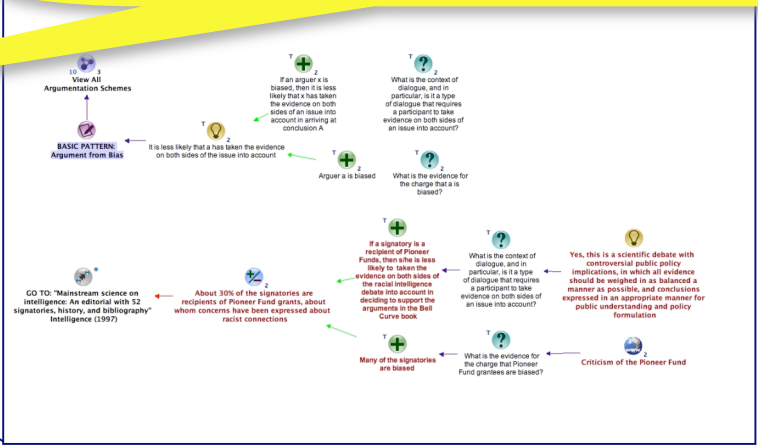 10 3
View All
Argumentation Schemes
BASIC PATTERN:
Argument from Bias
T 2
It is less likely that a has taken the evidence
on both sides of the issue into account
T 2
If an arguer x is
biased, then it is less
likely that x has taken
the evidence on both
sides of an issue into
account in arriving at
conclusion A
T 2
What is the context of
dialogue, and in
particular, is it a type
of dialogue that requires
a participant to take
evidence on both sides of
an issue into account?
T 2
Arguer a is biased
T 2
What is the evidence for
the charge that a is
biased?
*
GO TO: "Mainstream science on
intelligence: An editorial with 52
signatories, history, and bibliography"
Intelligence (1997)
2
About 30% of the signatories are
recipients of Pioneer Fund grants, about
whom concerns have been expressed about
racist connections
T
If a signatory is a
recipient of Pioneer
Funds, then s/he is less
likely to taken the
evidence on both sides of
the racial intelligence
debate into account in
deciding to support the
arguments in the Bell
Curve book
T
What is the context of
dialogue, and in
particular, is it a type
of dialogue that requires
a participant to take
evidence on both sides of
an issue into account?
Yes, this is a scientific debate with
controversial public policy
implications, in which all evidence
should be weighed in as balanced a
manner as possible, and conclusions
expressed in an appropriate manner for
public understanding and policy
formulation
T
Many of the signatories
are biased
T
What is the evidence for
the charge that Pioneer
Fund grantees are biased?
2
Criticism of the Pioneer Fund